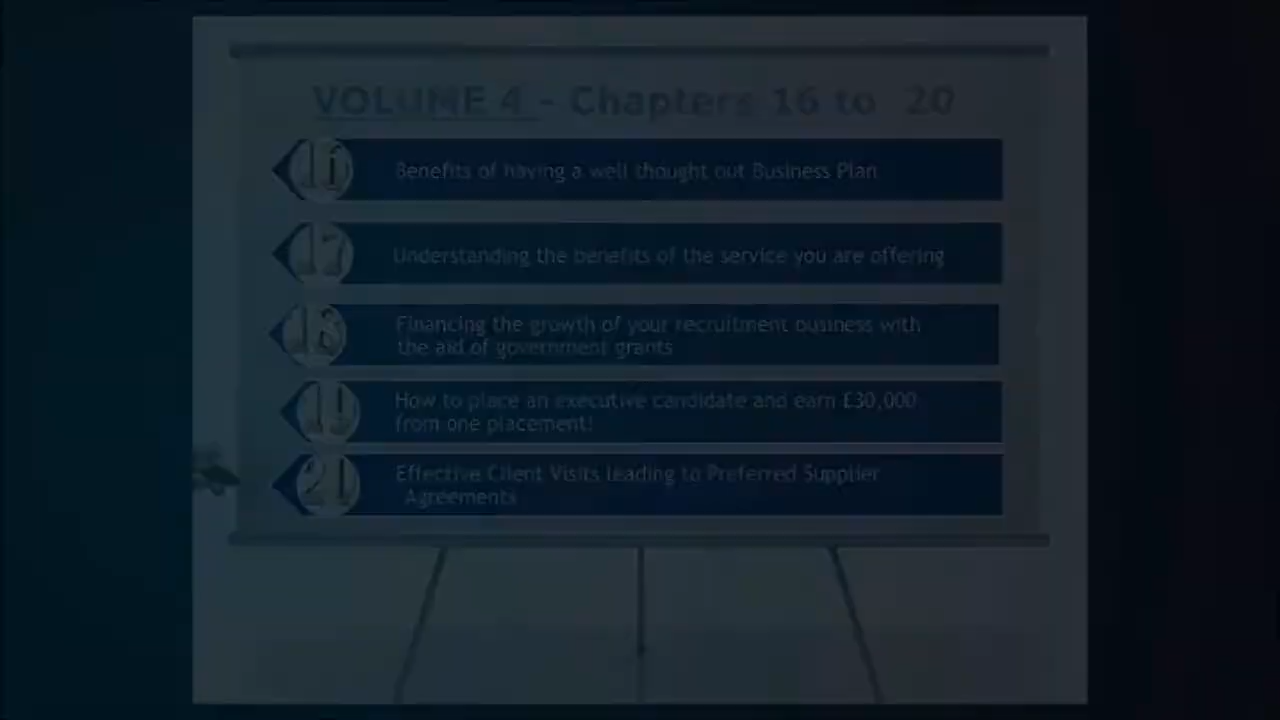 VOLUME 4 - Chapters 16 to 20
16 Benefits of having a well thought out Business Plan
17 Understanding the benefits of the service you are offering
18 Financing the growth of your recruitment business with
the aid of government grants
19 How to place an executive candidate and earn £30,000
from one placement!
20 Effective Client Visits leading to Preferred Supplier
Agreements